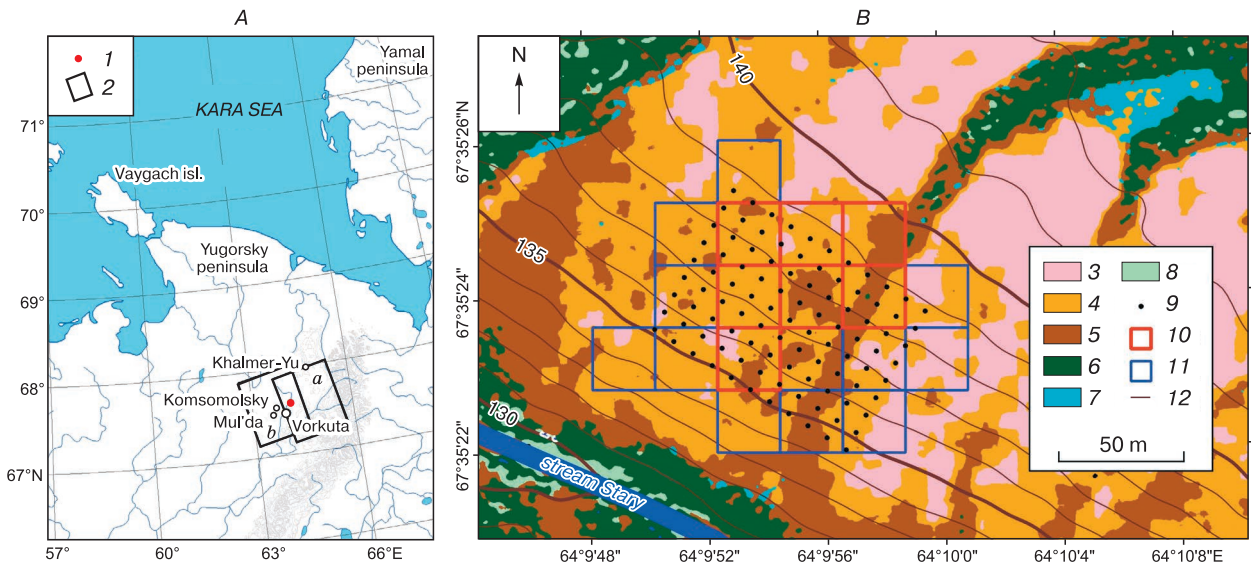 A
1
2
Yamal
peninsula
KARA SEA
71°
Vaygach isl.
70°
Yugorsky
peninsula
69°
Khalmer-Yu
a
68°
Komsomolsky
Mul'da
b
Vorkuta
67°N
57°
60°
63°
66°E
B
N
140
67°35'26"N
135
67°35'24"
130
67°35'22"
stream Stary
3
4
5
6
7
8
9
10
11
12
50 m
64°9'48"
64°9'52"
64°9'56"
64°10'0"
64°10'4"
64°10'8"E